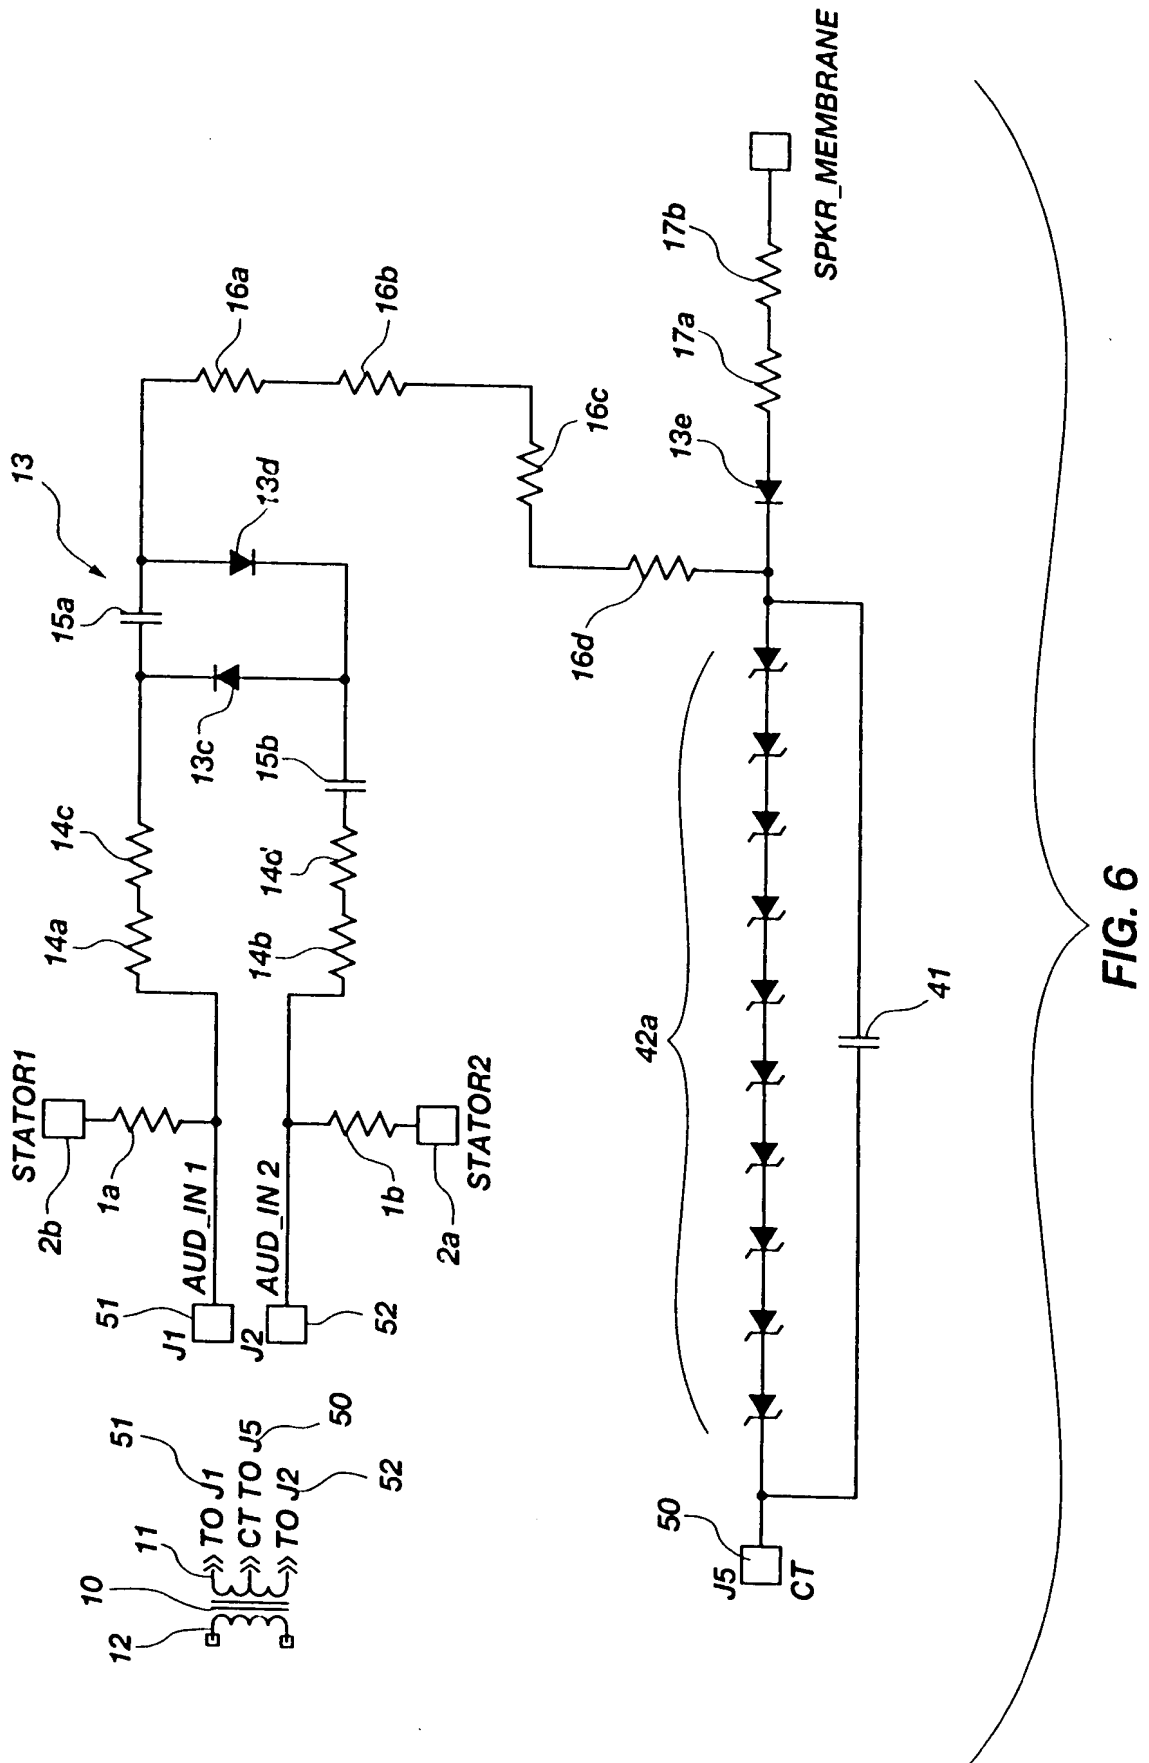 13
16a
16b
15a
13d
13c
15b
14c
14a
14d
14b
16c
16d
STATOR1
2b
1a
AUD_IN 1
51
J1
AUD_IN 2
J2
52
1b
2a
STATOR2
10
11
12
TO J1
51
CT TO J5
50
TO J2
52
17b
17a
13e
SPKR_MEMBRANE
42a
41
50
J5
CT
FIG. 6